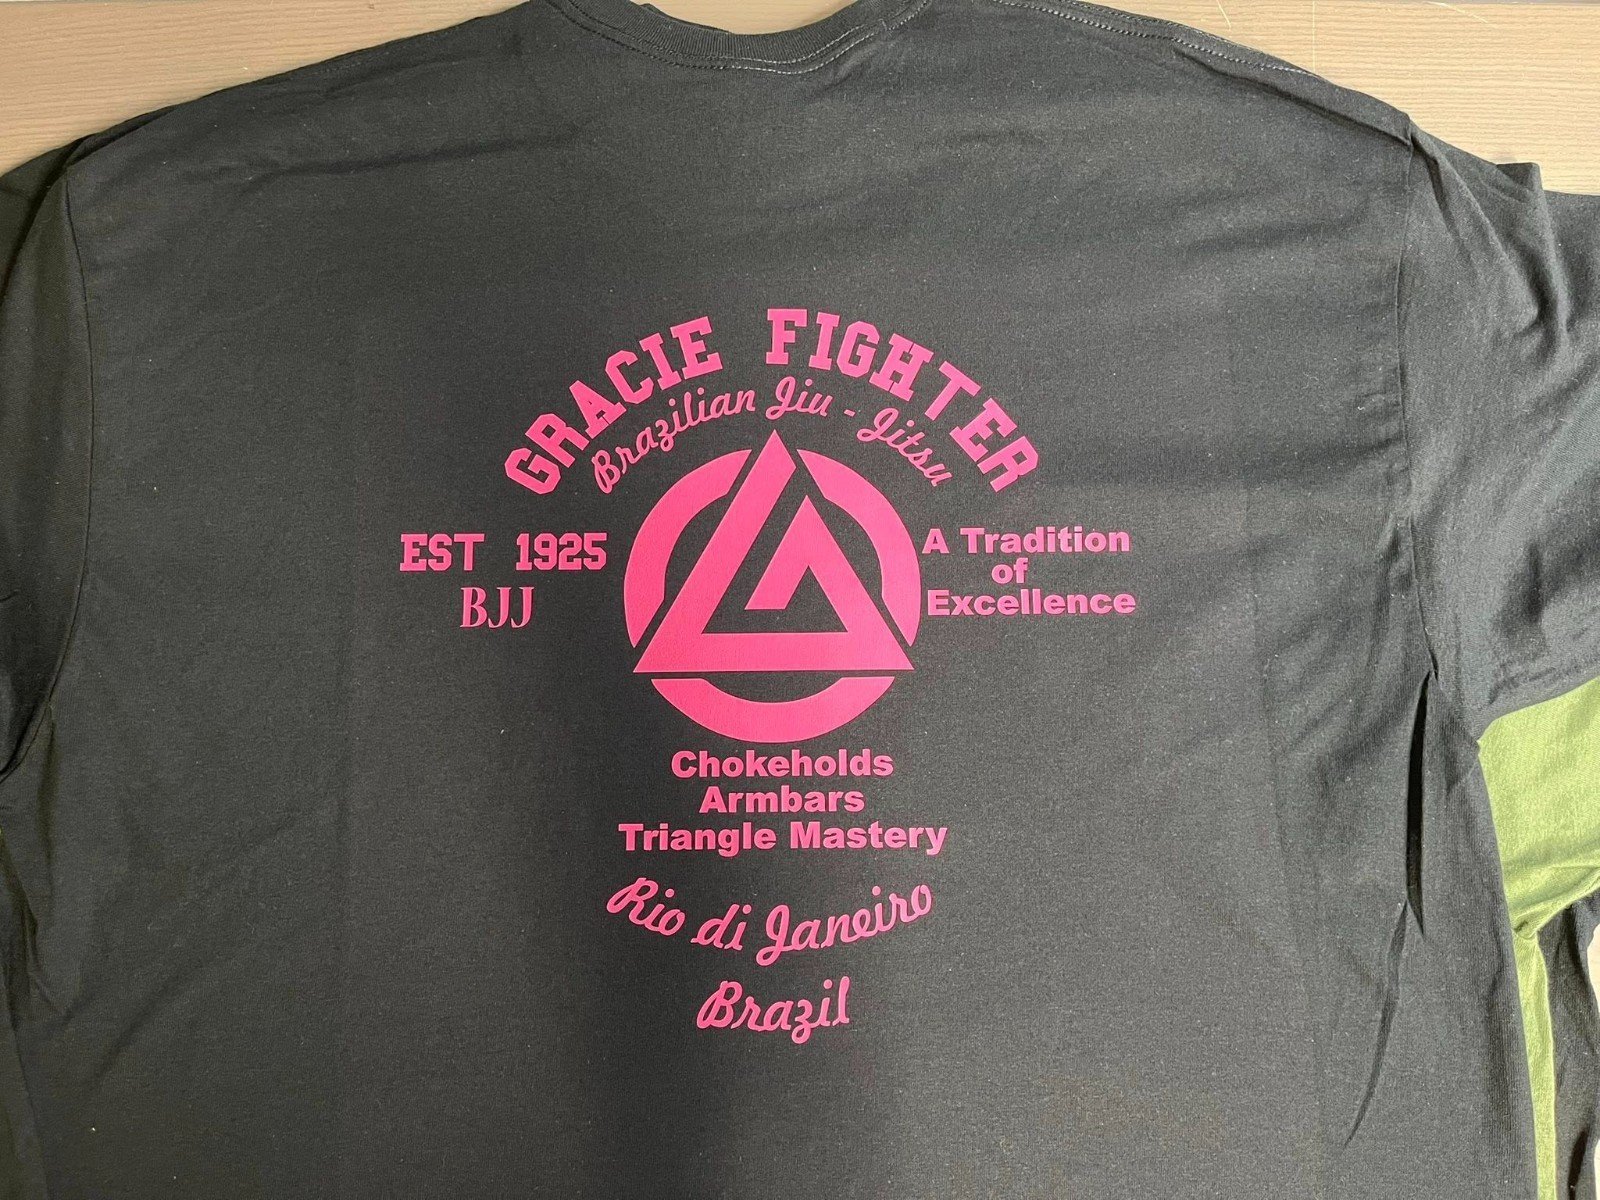 GRACIE FIGHTER
Brazilian Jiu - Jitsu
EST 1925
BJJ
A Tradition
of
Excellence
Chokeholds
Armbars
Triangle Mastery
Rio di Janeiro
Brazil